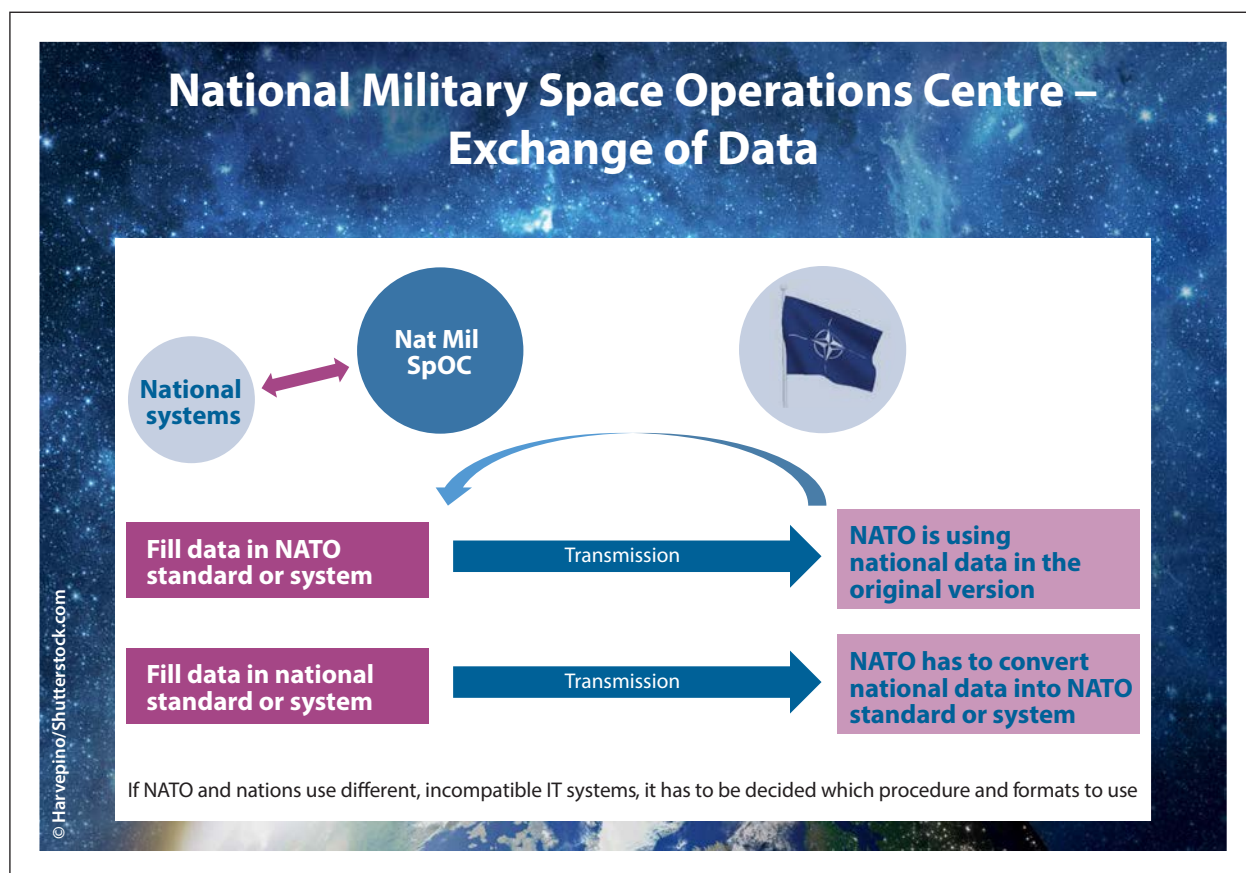 National Military Space Operations Centre –
Exchange of Data
Nat Mil
SpOC
National
systems
Fill data in NATO
standard or system
Transmission
NATO is using
national data in the
original version
Fill data in national
standard or system
Transmission
NATO has to convert
national data into NATO
standard or system
If NATO and nations use different, incompatible IT systems, it has to be decided which procedure and formats to use
© Harvepino/Shutterstock.com